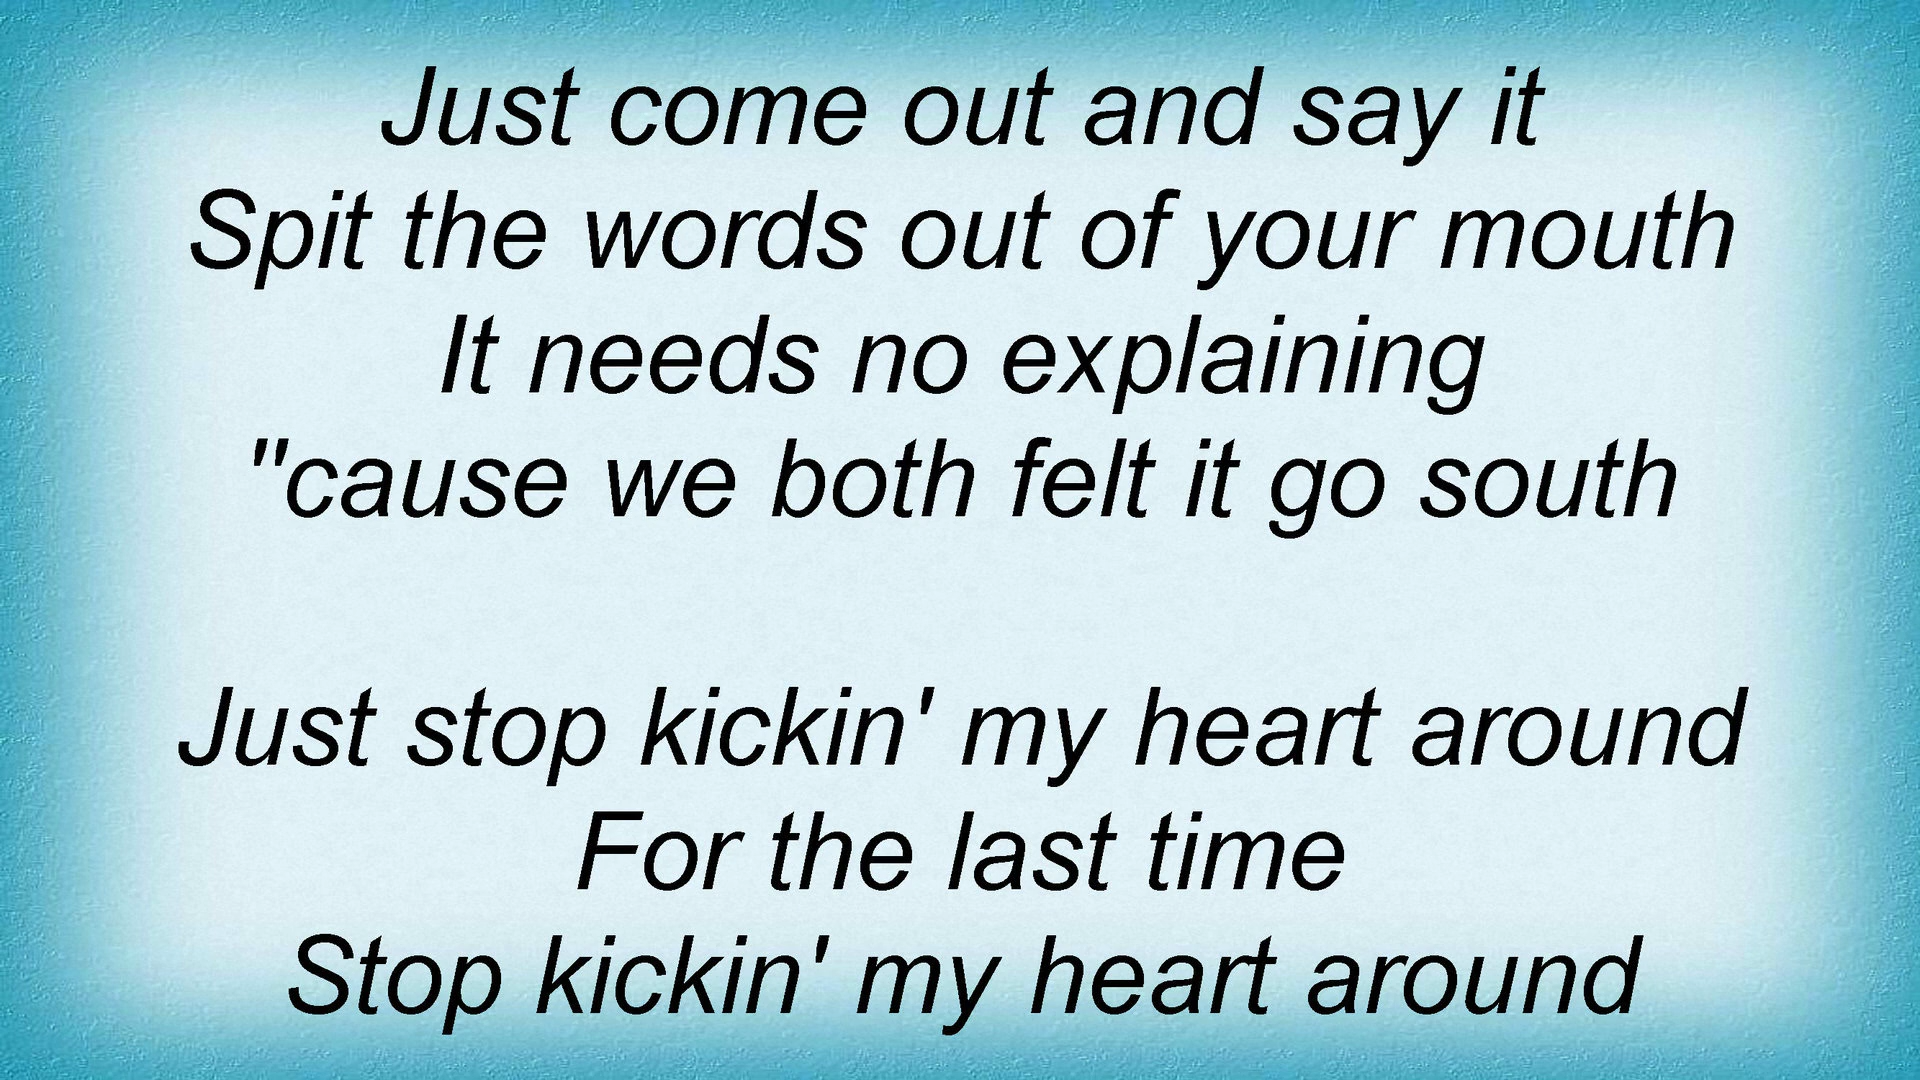 Just come out and say it
Spit the words out of your mouth
It needs no explaining
"cause we both felt it go south
Just stop kickin' my heart around
For the last time
Stop kickin' my heart around